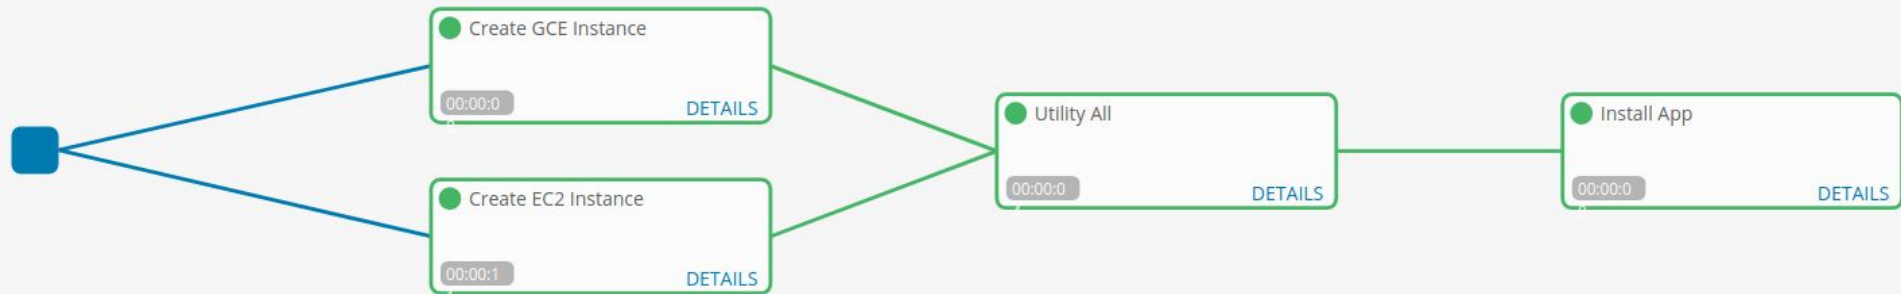 Create GCE Instance
00:00:0
DETAILS
Create EC2 Instance
00:00:1
DETAILS
Utility All
00:00:0
DETAILS
Install App
00:00:0
DETAILS